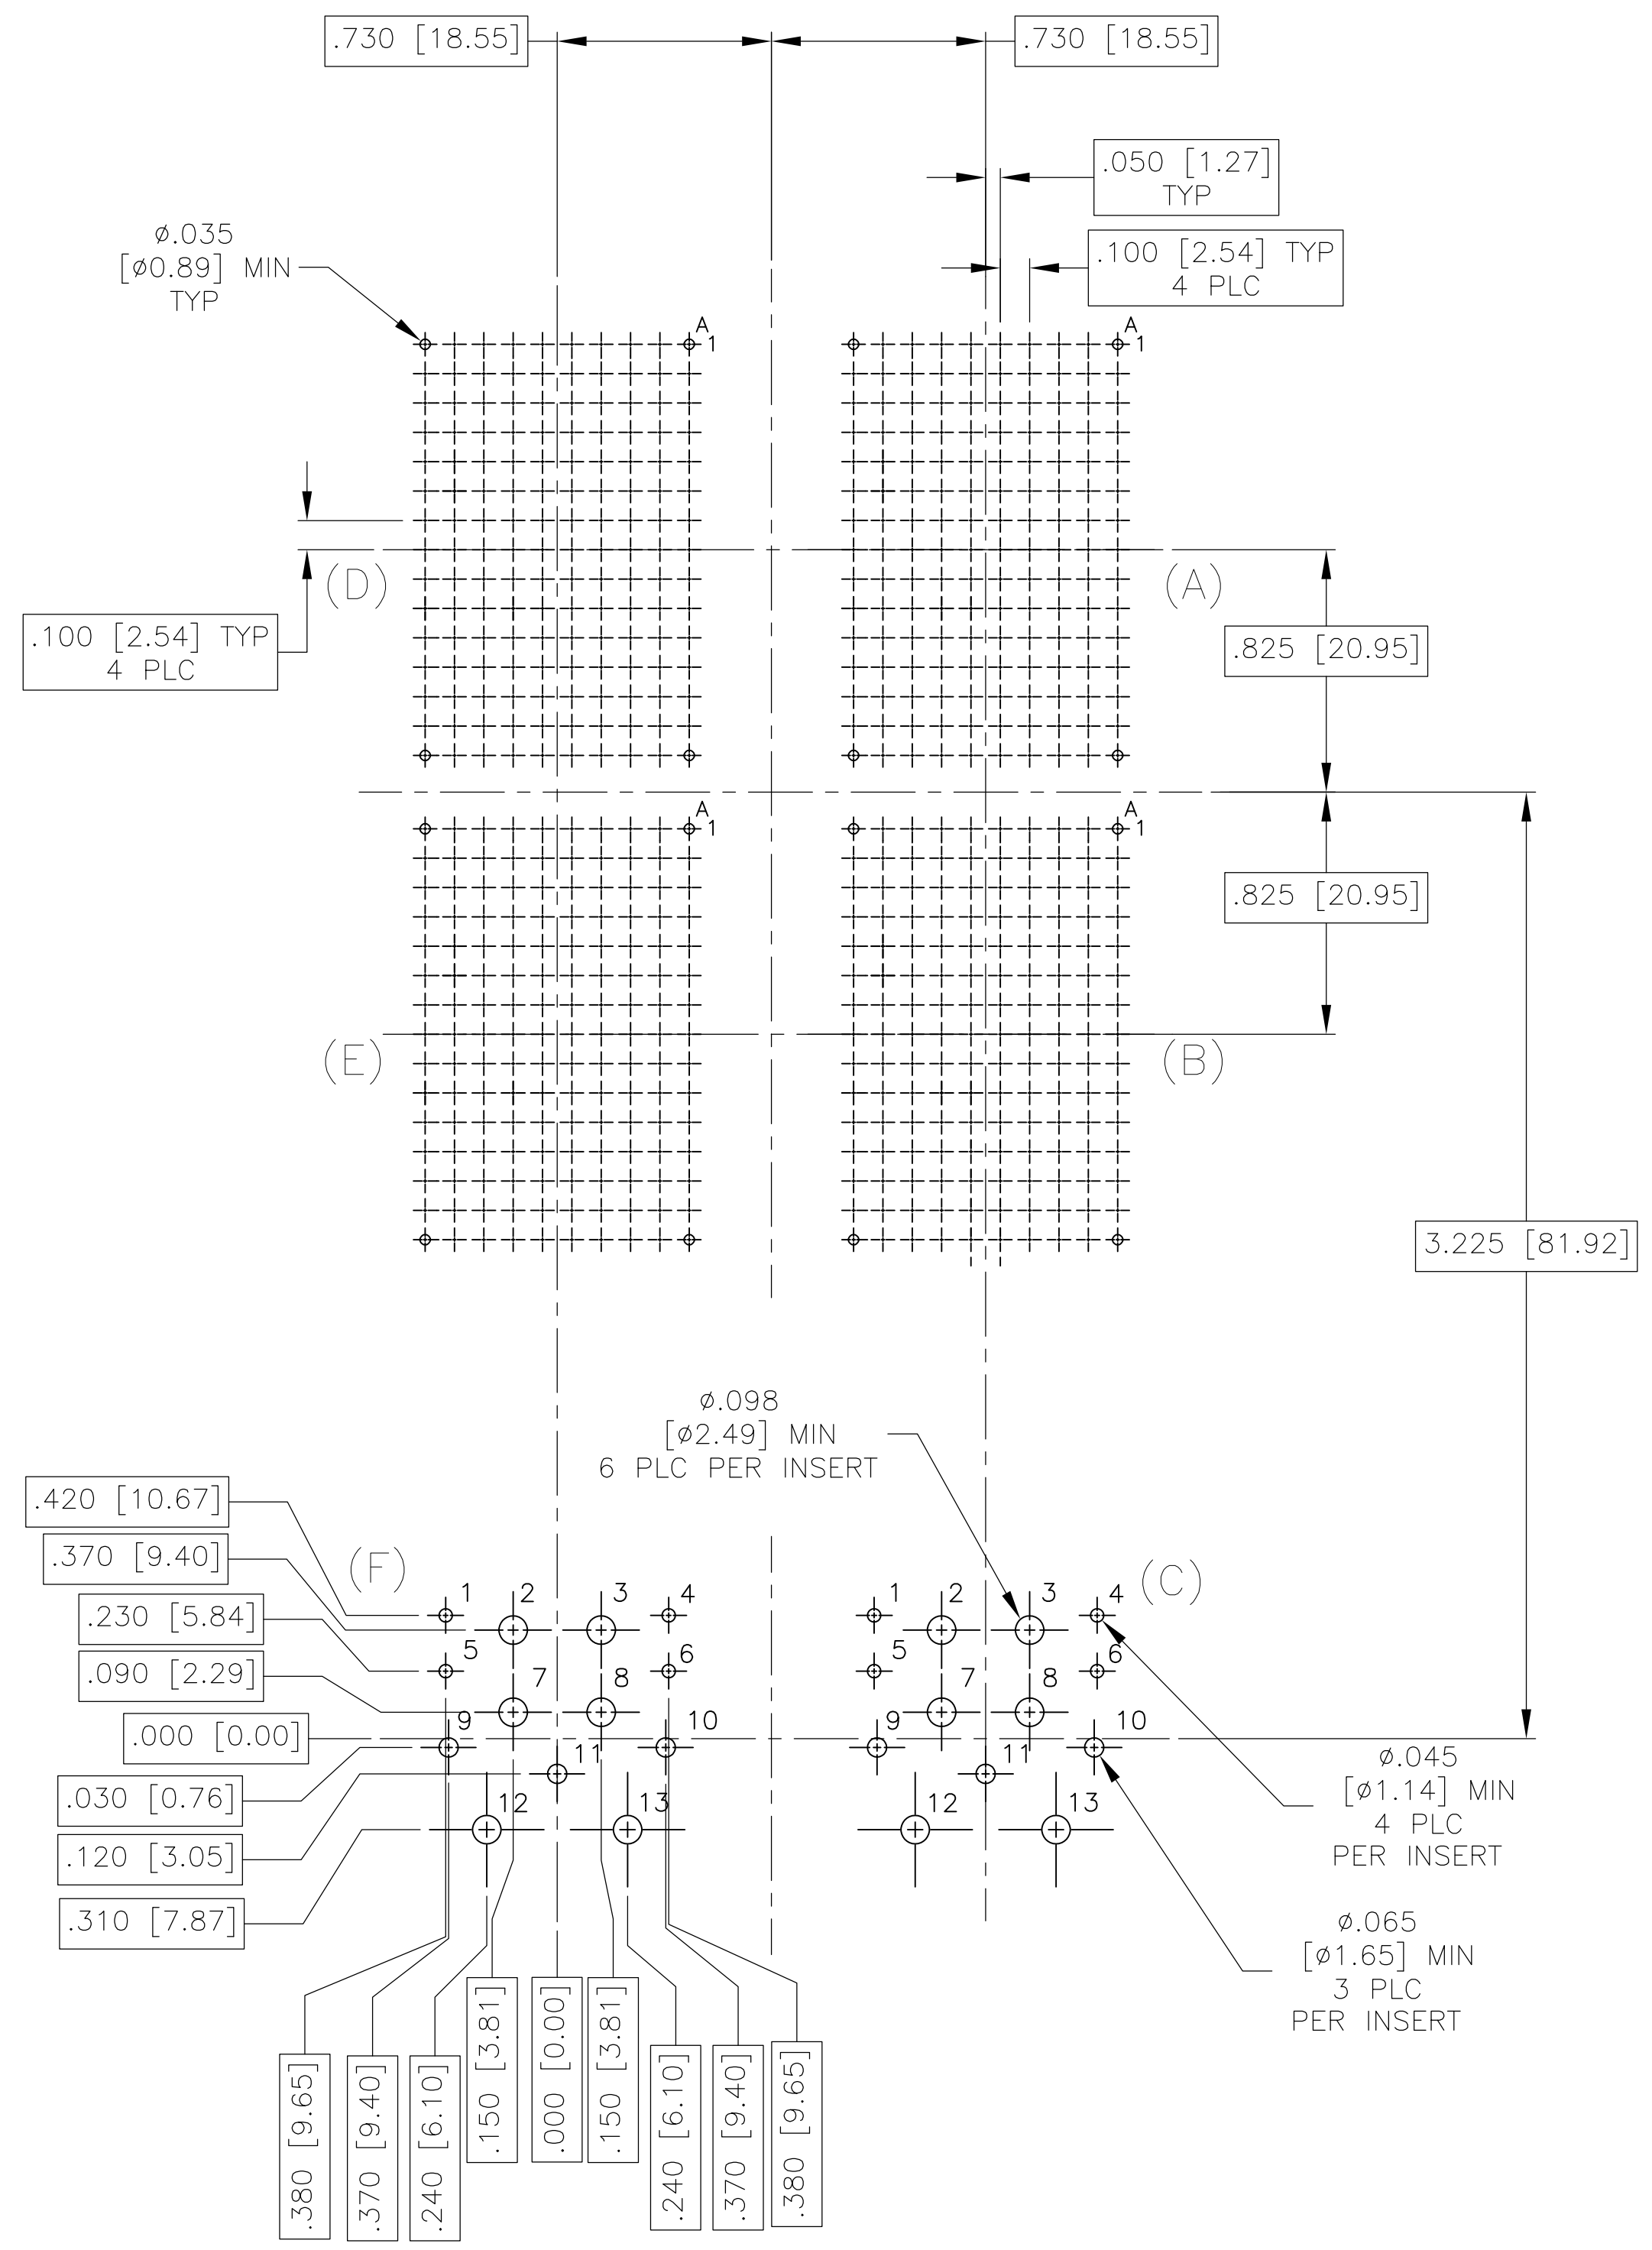 .730 [18.55]
.730 [18.55]
.050 [1.27]
TYP
.100 [2.54] TYP
4 PLC
ø.035
[ø0.89] MIN
TYP
A
1
A
1
(D)
(A)
.100 [2.54] TYP
4 PLC
.825 [20.95]
A
1
A
1
.825 [20.95]
(E)
(B)
3.225 [81.92]
ø.098
[ø2.49] MIN
6 PLC PER INSERT
.420 [10.67]
.370 [9.40]
.230 [5.84]
.090 [2.29]
.000 [0.00]
.030 [0.76]
.120 [3.05]
.310 [7.87]
(F)
(C)
1 2 3 4
5 6
7 8
9 10
11
12 13
1 2 3 4
5 6
7 8
9 10
11
12 13
ø.045
[ø1.14] MIN
4 PLC
PER INSERT
ø.065
[ø1.65] MIN
3 PLC
PER INSERT
.380 [9.65]
.370 [9.40]
.240 [6.10]
.150 [3.81]
.000 [0.00]
.150 [3.81]
.240 [6.10]
.370 [9.40]
.380 [9.65]